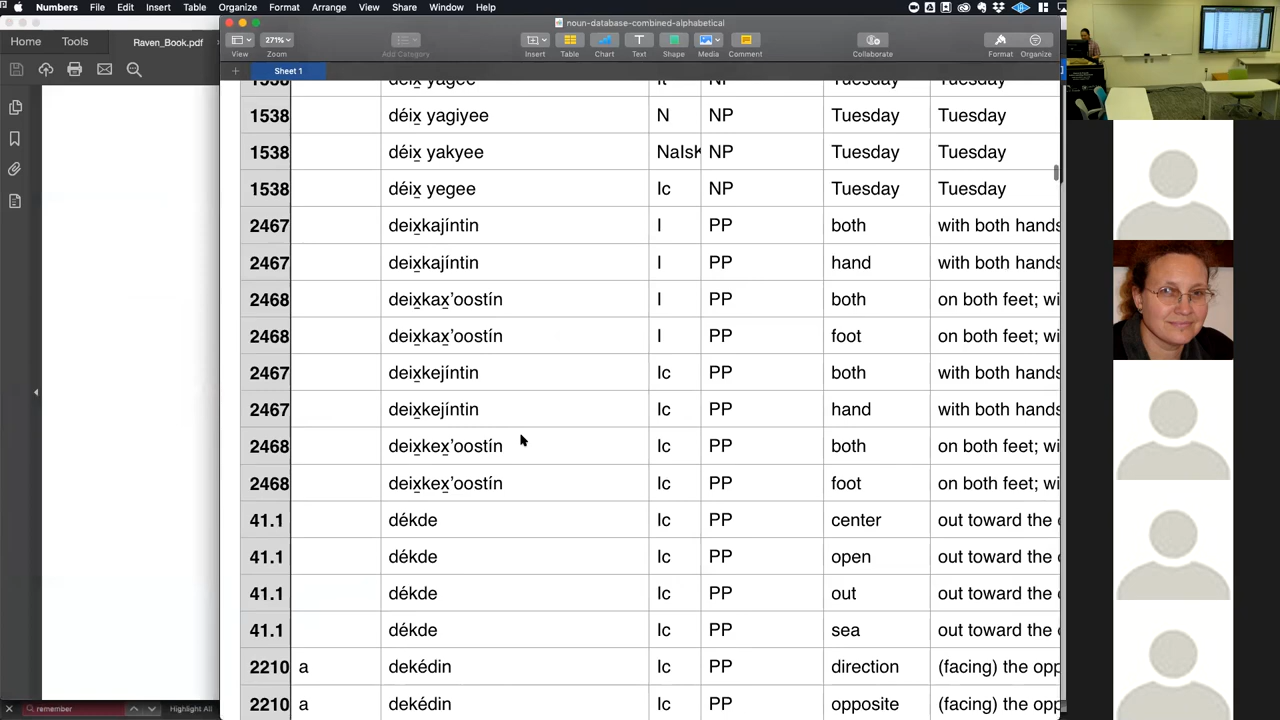 Numbers File Edit Insert Table Organize Format Arrange View Share Window Help
noun-database-combined-alphabetical
Home Tools Raven_Book.pdf
271%
View Zoom Add Category Insert Table Chart Text Shape Media Comment Collaborate Format Organize
Sheet 1
1538 NP Tuesday Tuesday
1538 déix̱ yagiyee N NP Tuesday Tuesday
1538 déix̱ yakyee NaIsK NP Tuesday Tuesday
1538 déix̱ yegee Ic NP Tuesday Tuesday
2467 deix̱kajíntin I PP both with both hands
2467 deix̱kajíntin I PP hand with both hands
2468 deix̱kax̱’oostín I PP both on both feet; wi
2468 deix̱kax̱’oostín I PP foot on both feet; wi
2467 deix̱kejíntin Ic PP both with both hands
2467 deix̱kejíntin Ic PP hand with both hands
2468 deix̱kex̱’oostín Ic PP both on both feet; wi
2468 deixkex̱’oostín Ic PP foot on both feet; wi
41.1 dékde Ic PP center out toward the
41.1 dékde Ic PP open out toward the
41.1 dékde Ic PP out out toward the
41.1 dékde Ic PP sea out toward the
2210 a dekédin Ic PP direction (facing) the opp
2210 a dekédin Ic PP opposite (facing) the opp
remember Highlight All